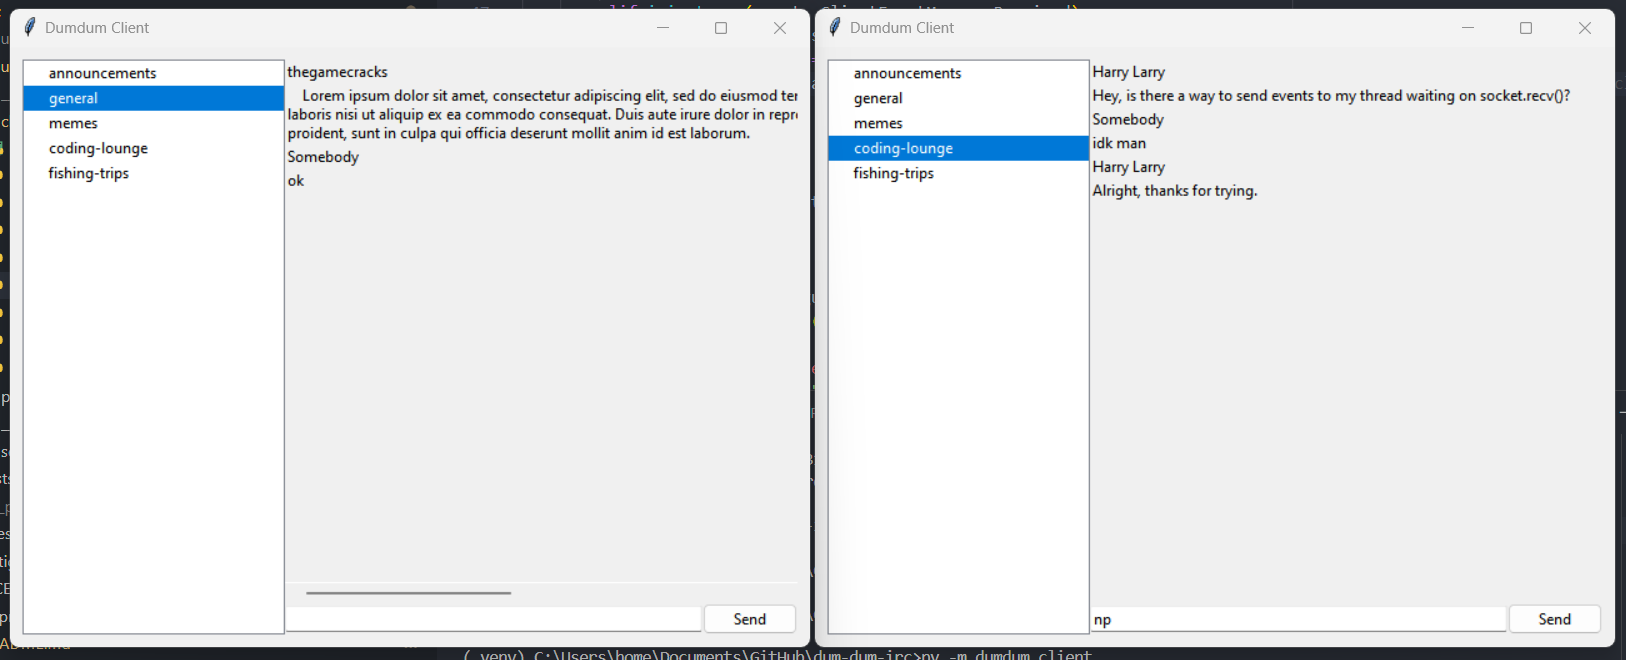 Dumdum Client
announcements
general
memes
coding-lounge
fishing-trips
thegamecracks
Lorem ipsum dolor sit amet, consectetur adipiscing elit, sed do eiusmod
laboris nisi ut aliquip ex ea commodo consequat. Duis aute irure dolor in
proident, sunt in culpa qui officia deserunt mollit anim id est laborum.
Somebody
ok
Send
Dumdum Client
announcements
general
memes
coding-lounge
fishing-trips
Harry Larry
Hey, is there a way to send events to my thread waiting on socket.recv()?
Somebody
idk man
Harry Larry
Alright, thanks for trying.
np
Send
C:\Users\home\Documents\GitHub\dum-dum-irc>py -m dumdum client